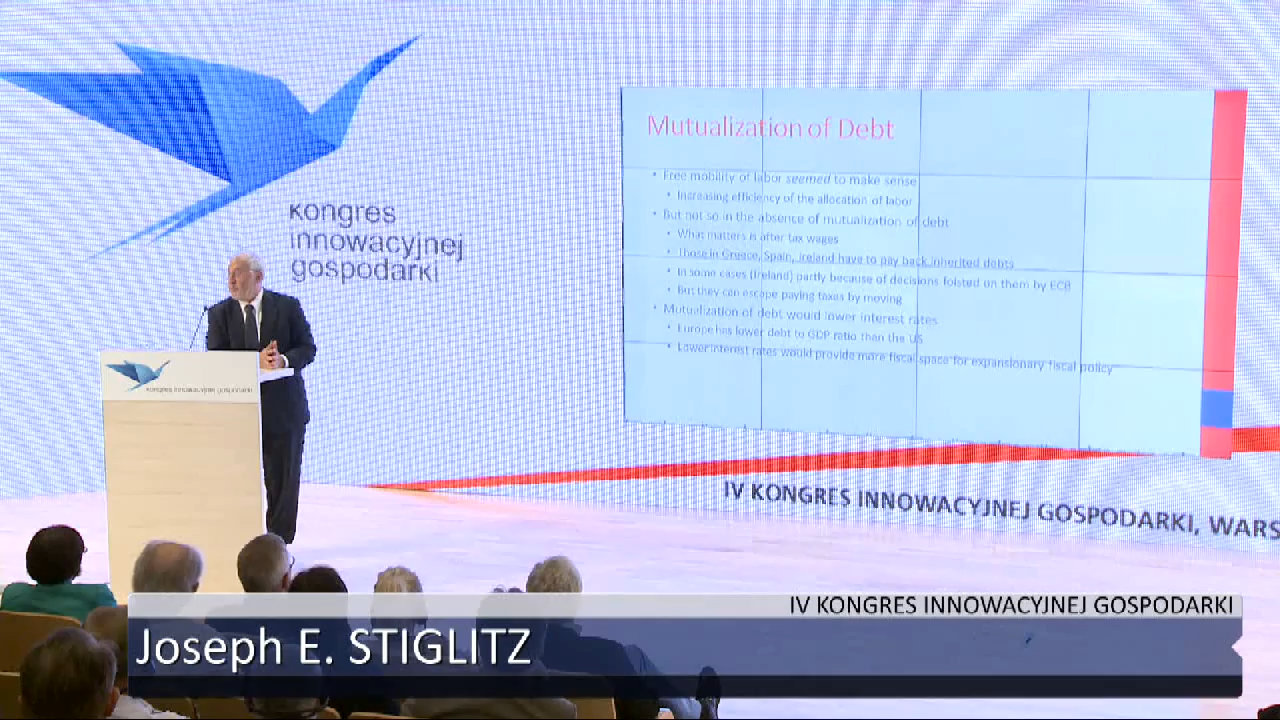 kongres
innowacyjnej
gospodarki
Mutualization of Debt
• Free mobility of labor seemed to make sense
• Increasing efficiency of the allocation of labor
• But not so in the absence of mutualization of debt
• What matters is after tax wages
• Those in Greece, Spain, Ireland have to pay back inherited debts
• In some cases (Ireland) partly because of decisions foisted on them by ECB
• But they can escape paying taxes by moving
• Mutualization of debt would lower interest rates
• Europe has lower debt to GDP ratio than the US
• Lower interest rates would provide more fiscal space for expansionary fiscal policy
kongres innowacyjnej gospodarki
IV KONGRES INNOWACYJNEJ GOSPODARKI, WARS
IV KONGRES INNOWACYJNEJ GOSPODARKI
Joseph E. STIGLITZ